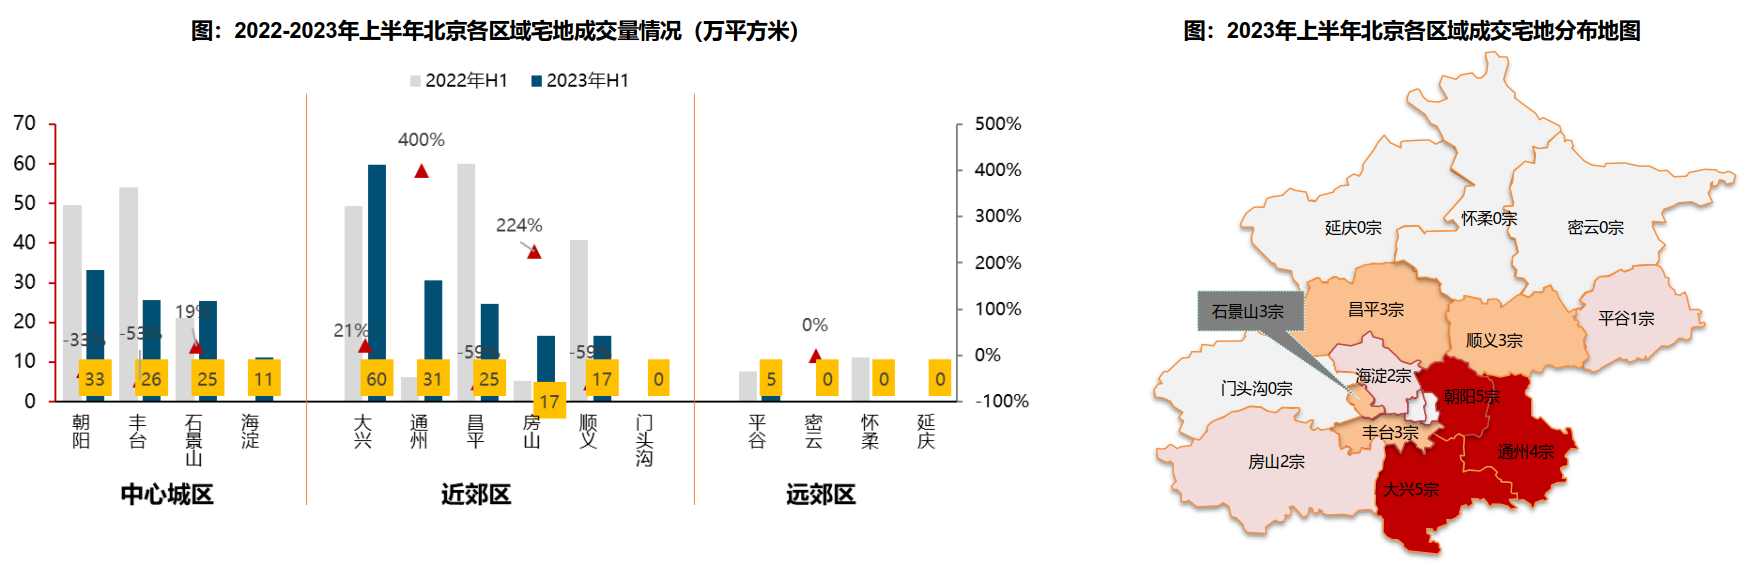 图：2022-2023年上半年北京各区域宅地成交量情况（万平方米）
2022年H1
2023年H1
70
60
50
40
30
20
10
0
500%
400%
300%
200%
100%
0%
-100%
-33%
-53%
19%
21%
400%
-59%
224%
-59%
0%
33
26
25
11
60
31
25
17
17
0
5
0
0
0
朝阳
丰台
石景山
海淀
大兴
通州
昌平
房山
顺义
门头沟
平谷
密云
怀柔
延庆
中心城区
近郊区
远郊区
图：2023年上半年北京各区域成交宅地分布地图
怀柔0宗
延庆0宗
密云0宗
石景山3宗
昌平3宗
平谷1宗
顺义3宗
海淀2宗
门头沟0宗
朝阳5宗
丰台3宗
通州4宗
房山2宗
大兴5宗